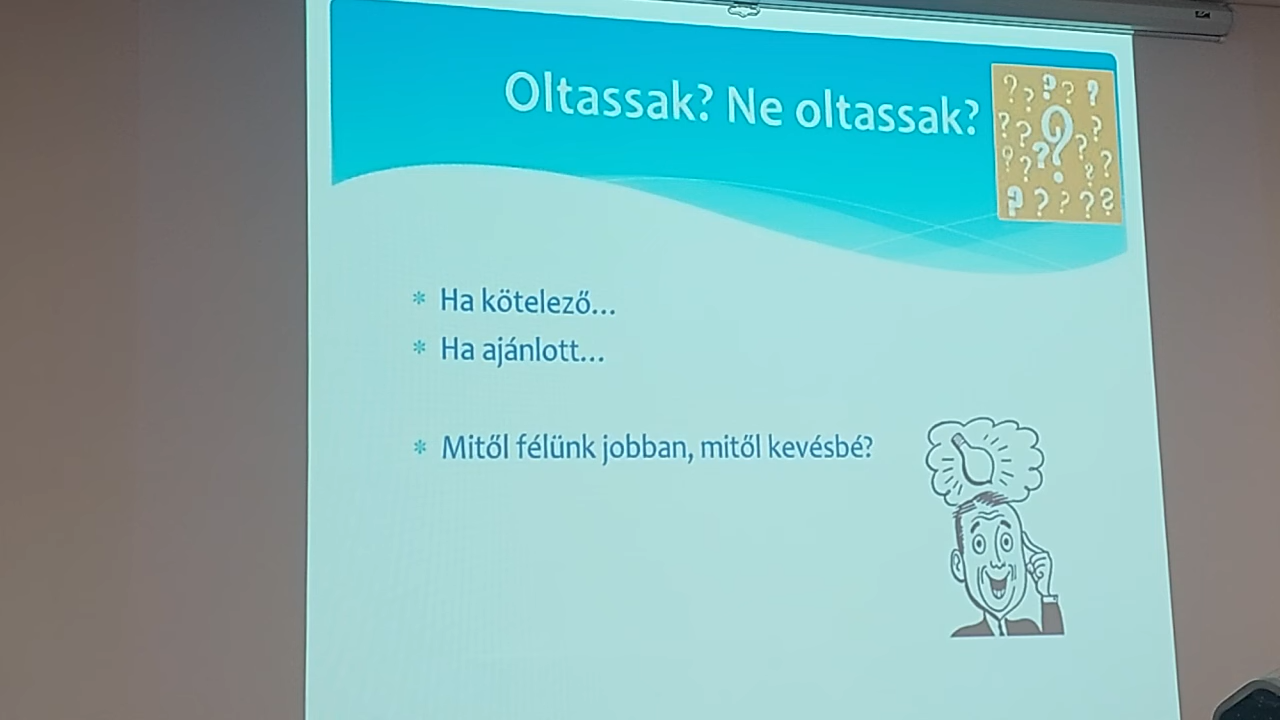 Oltassak? Ne oltassak?
* Ha kötelező...
* Ha ajánlott...
* Mitől félünk jobban, mitől kevésbé?